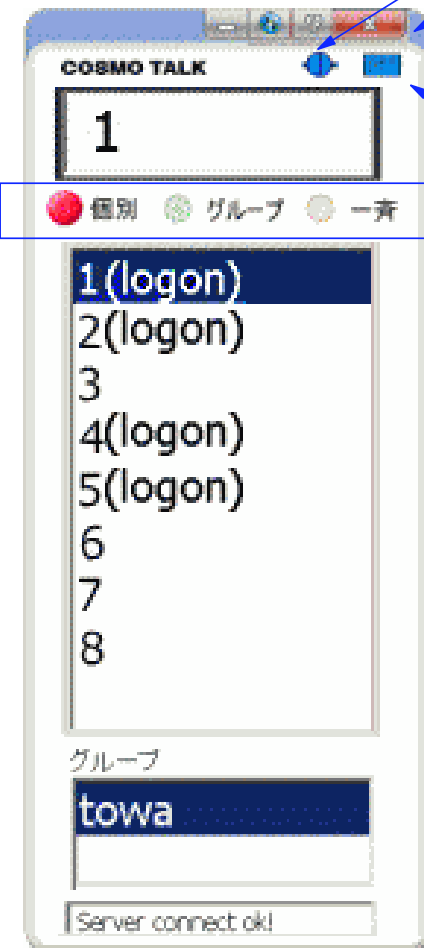 COSMO TALK
1
個別 グループ 一斉
1(logon)
2(logon)
3
4(logon)
5(logon)
6
7
8
グループ
towa
Server connect ok!